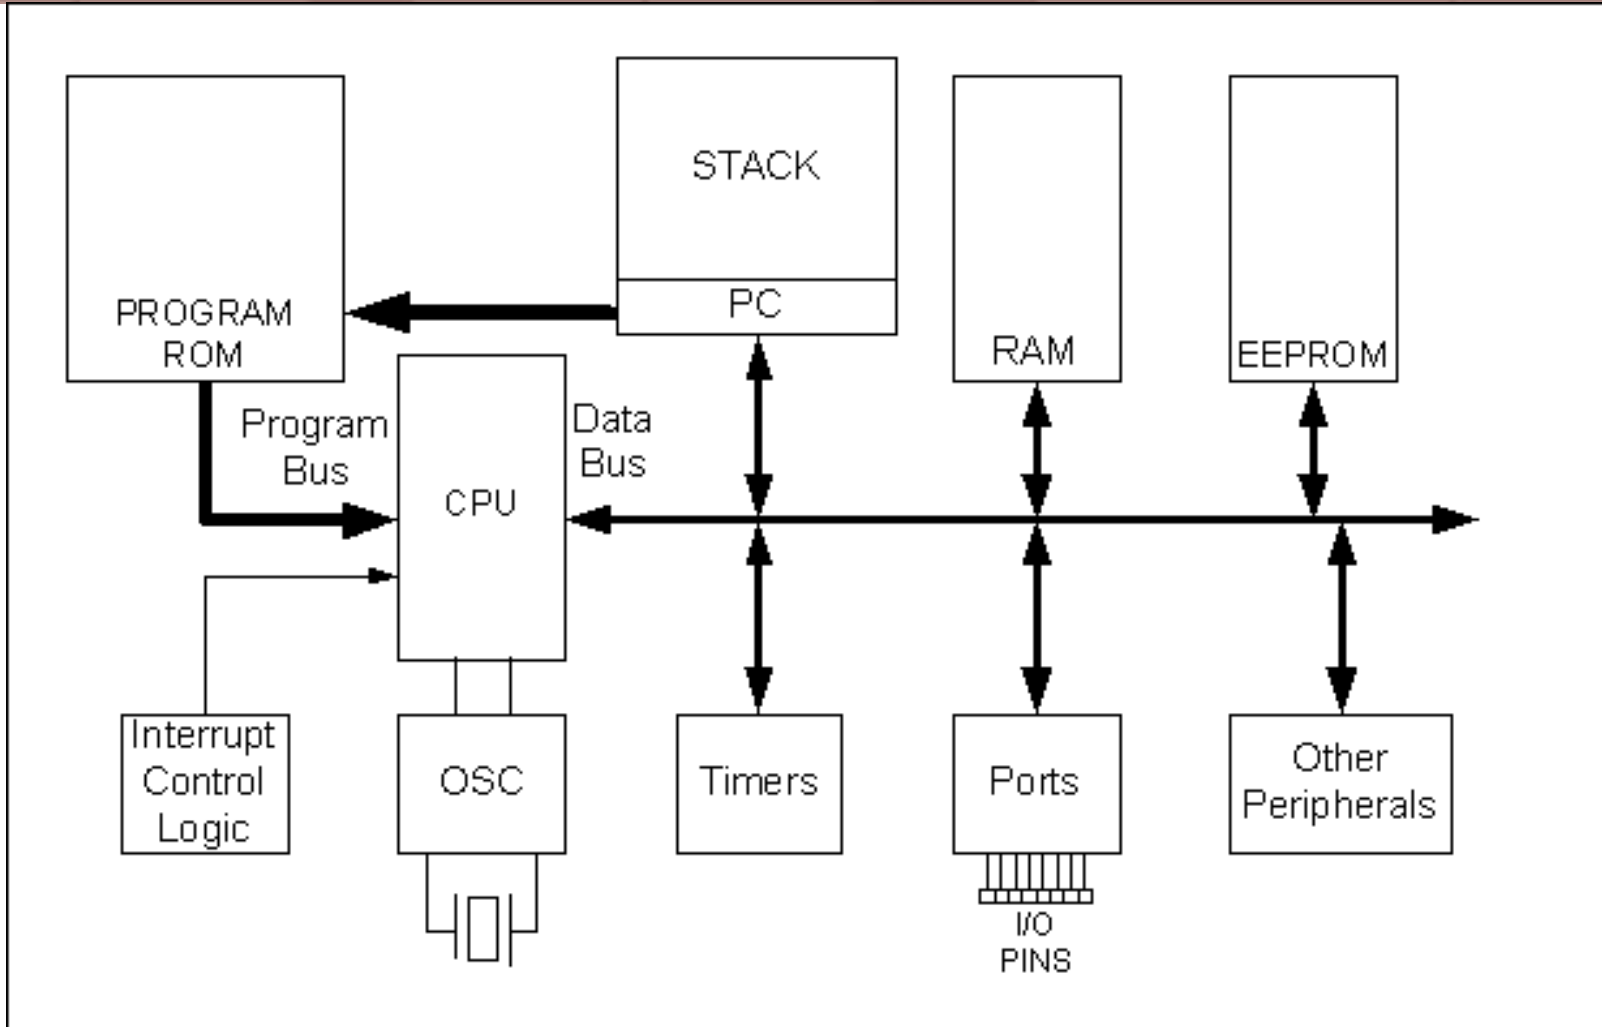 STACK
PROGRAM
ROM
PC
RAM
EEPROM
Program
Bus
CPU
Data
Bus
Interrupt
Control
Logic
OSC
Timers
Ports
Other
Peripherals
I/O
PINS